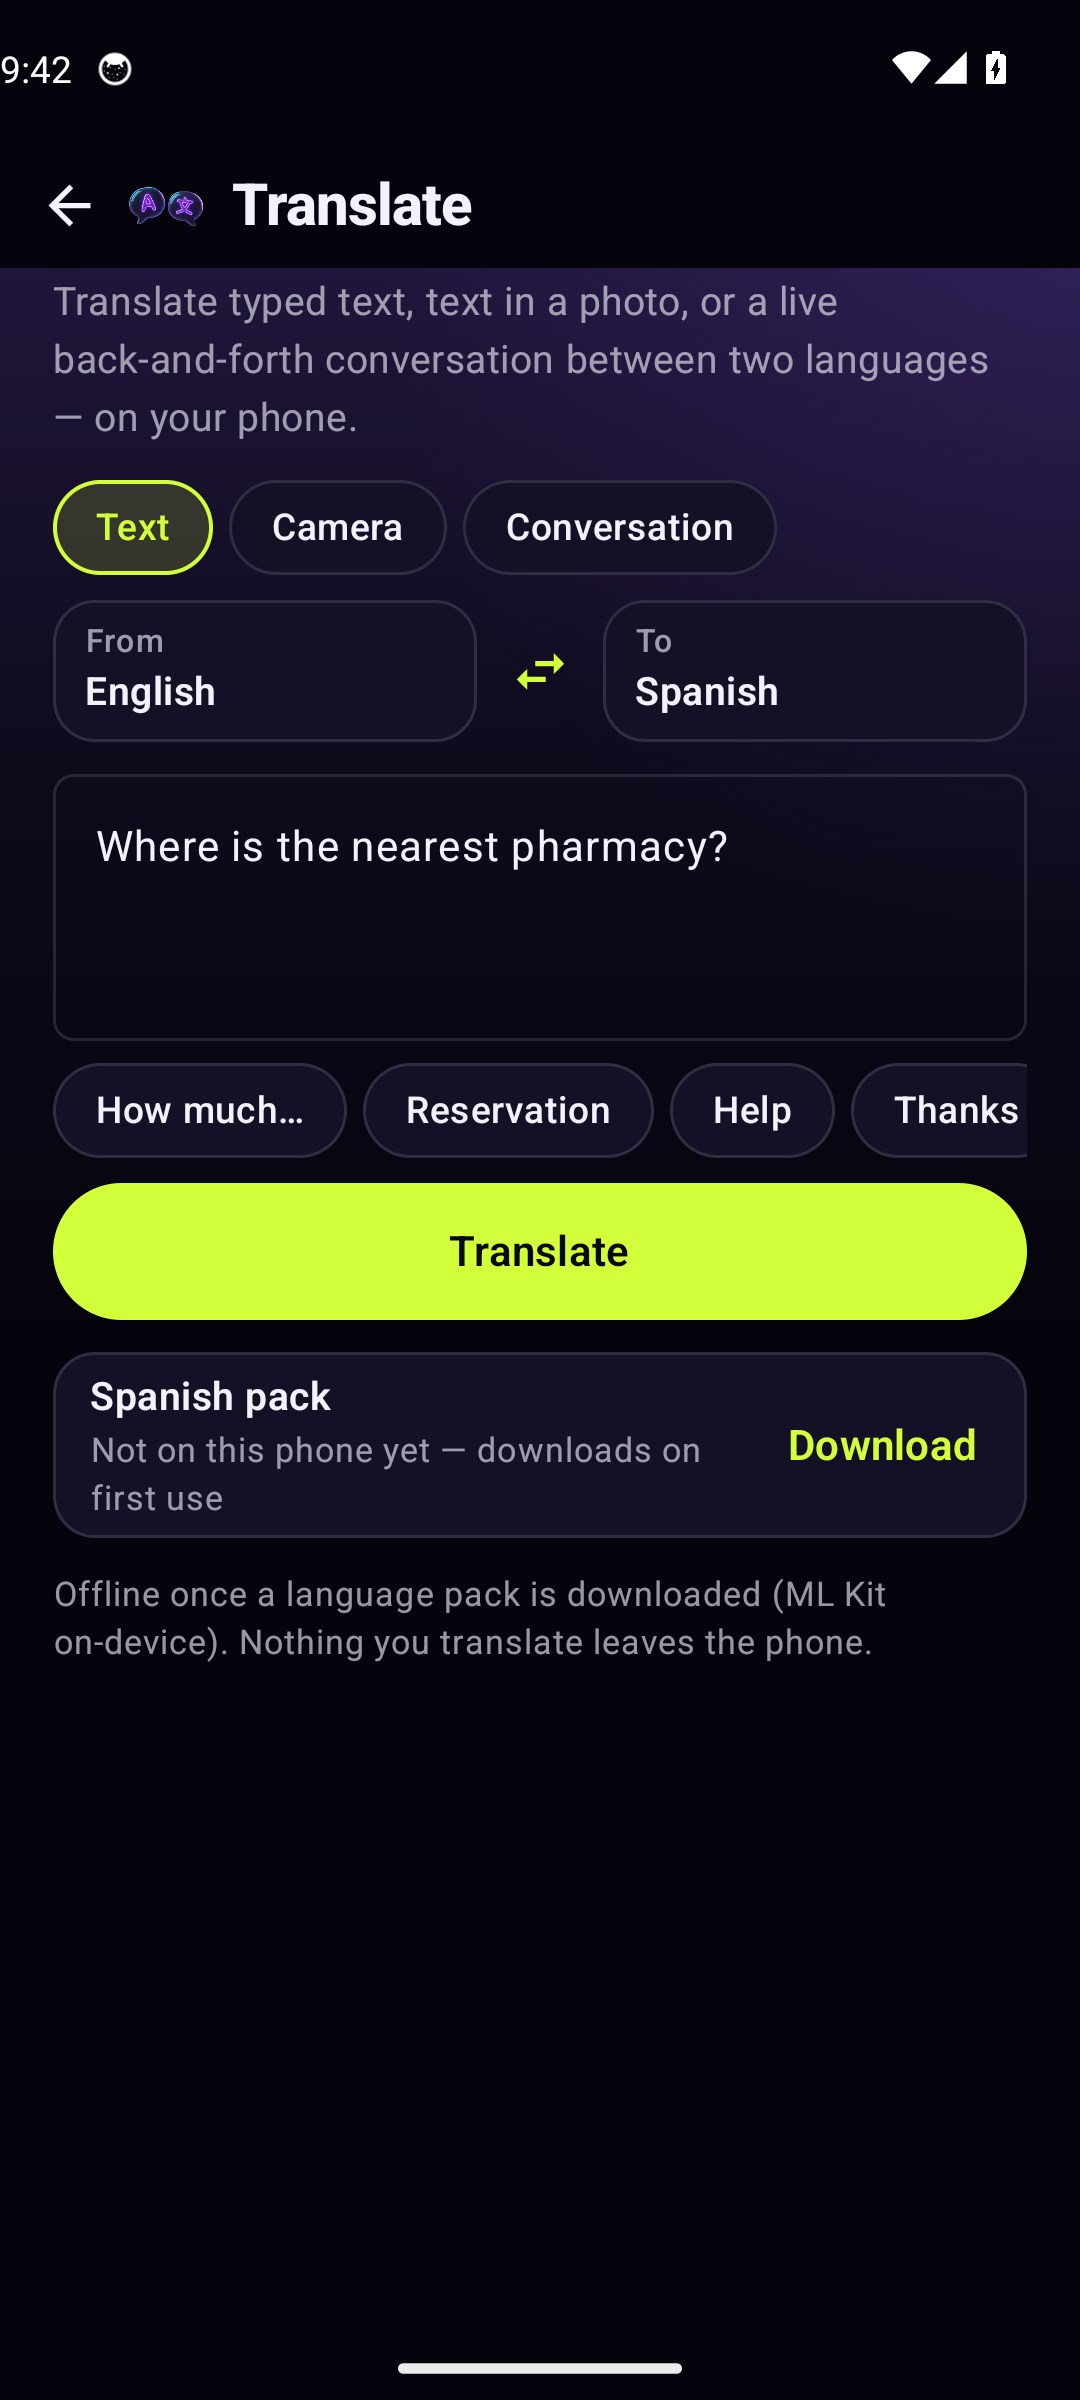 9:42
Translate
Translate typed text, text in a photo, or a live
back-and-forth conversation between two languages
— on your phone.
Text
Camera
Conversation
From
English
To
Spanish
Where is the nearest pharmacy?
How much…
Reservation
Help
Thanks
Translate
Spanish pack
Not on this phone yet — downloads on
first use
Download
Offline once a language pack is downloaded (ML Kit
on-device). Nothing you translate leaves the phone.